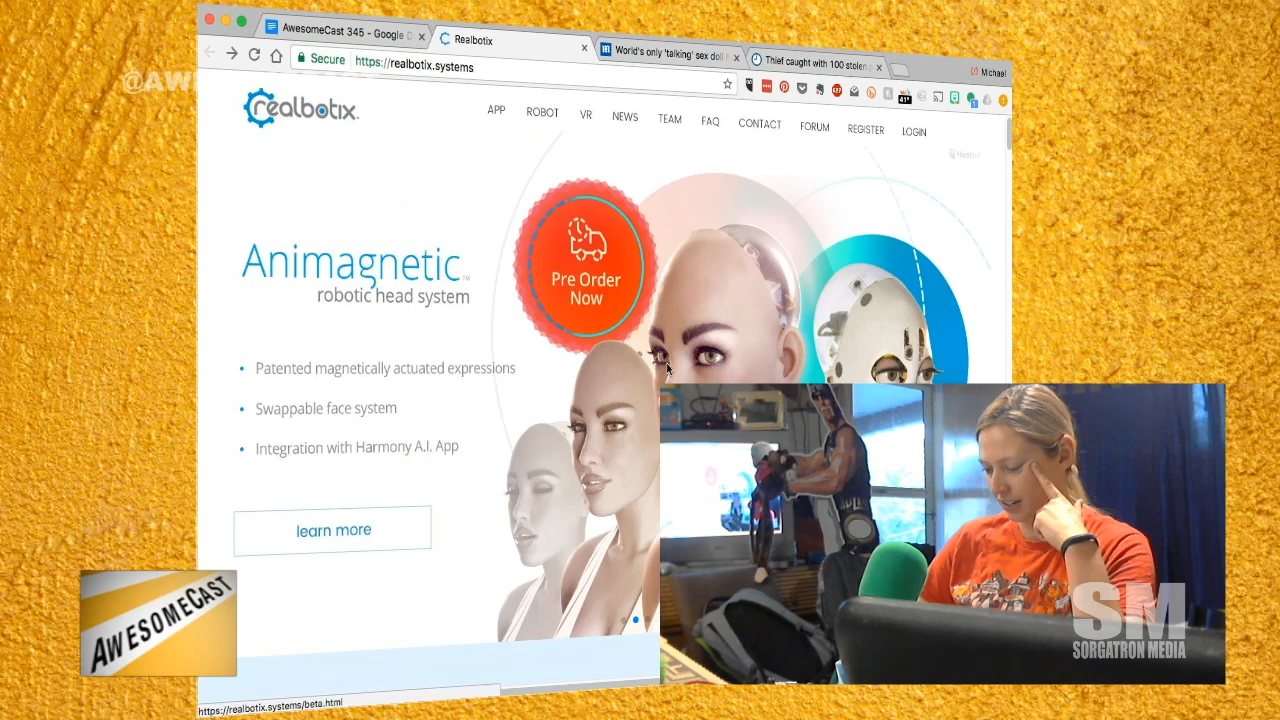 AwesomeCast 345 - Google D
Realbotix
World's only 'talking' sex doll
Thief caught with 100 stolen
Michael
Secure
https://realbotix.systems
@AW
41°
realbotix
APP
ROBOT
VR
NEWS
TEAM
FAQ
CONTACT
FORUM
REGISTER
LOGIN
Animagnetic
robotic head system
Pre Order
Now
• Patented magnetically actuated expressions
• Swappable face system
• Integration with Harmony A.I. App
learn more
AWESOMECAST
SM
SORGATRON MEDIA
https://realbotix.systems/beta.html